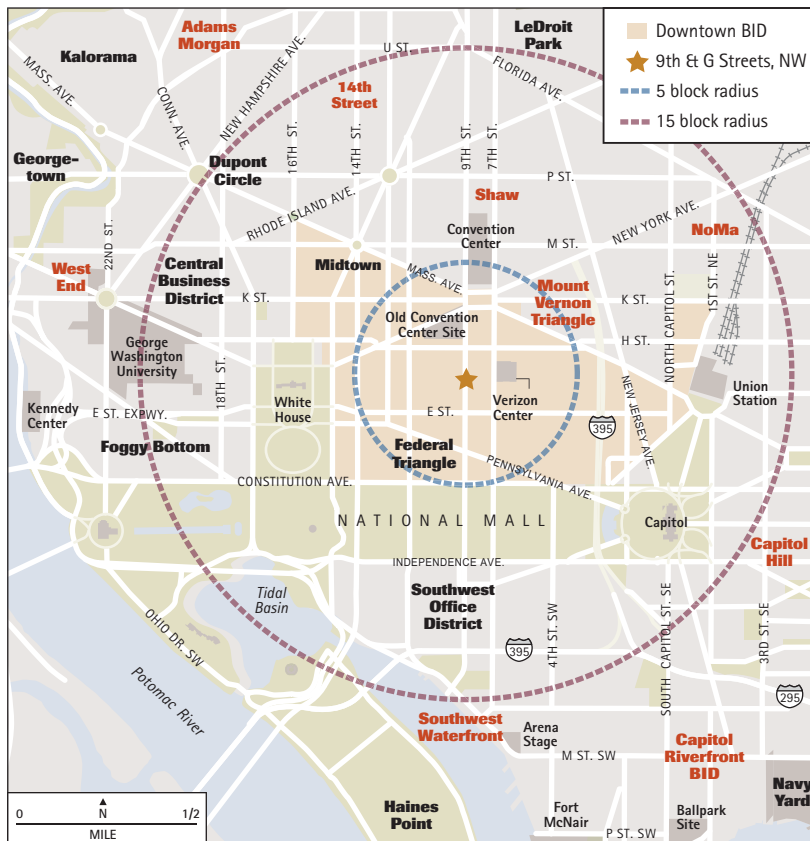 Adams
Morgan
LeDroit
Park
Kalorama
U ST.
MASS. AVE.
CONN. AVE.
NEW HAMPSHIRE AVE.
FLORIDA AVE.
14th
Street
16TH ST.
14TH ST.
9TH ST.
7TH ST.
Downtown BID
9th & G Streets, NW
5 block radius
15 block radius
George-
town
Dupont
Circle
P ST.
RHODE ISLAND AVE.
Shaw
Convention
Center
NEW YORK AVE.
NoMa
22ND ST.
M ST.
West
End
Central
Business
District
Midtown
MASS. AVE.
Mount
Vernon
Triangle
K ST.
K ST.
NORTH CAPITOL ST.
1ST ST. NE
Old Convention
Center Site
H ST.
George
Washington
University
18TH ST.
White
House
Verizon
Center
NEW JERSEY AVE.
Union
Station
Kennedy
Center
E ST. EXPWY.
E ST.
395
Foggy Bottom
Federal
Triangle
PENNSYLVANIA AVE.
CONSTITUTION AVE.
NATIONAL MALL
Capitol
INDEPENDENCE AVE.
Capitol
Hill
Tidal
Basin
Southwest
Office
District
OHIO DR. SW
4TH ST. SW
SOUTH CAPITOL ST. SE
3RD ST. SE
395
295
Potomac River
Southwest
Waterfront
Arena
Stage
M ST. SW
Capitol
Riverfront
BID
Navy
Yard
Haines
Point
Fort
McNair
Ballpark
Site
P ST. SW
0 N 1/2
MILE